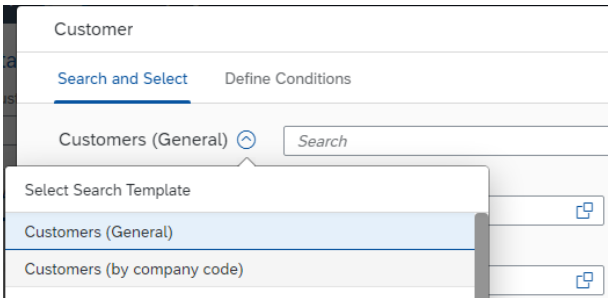 Customer
Search and Select Define Conditions
Customers (General) Search
Select Search Template
Customers (General)
Customers (by company code)